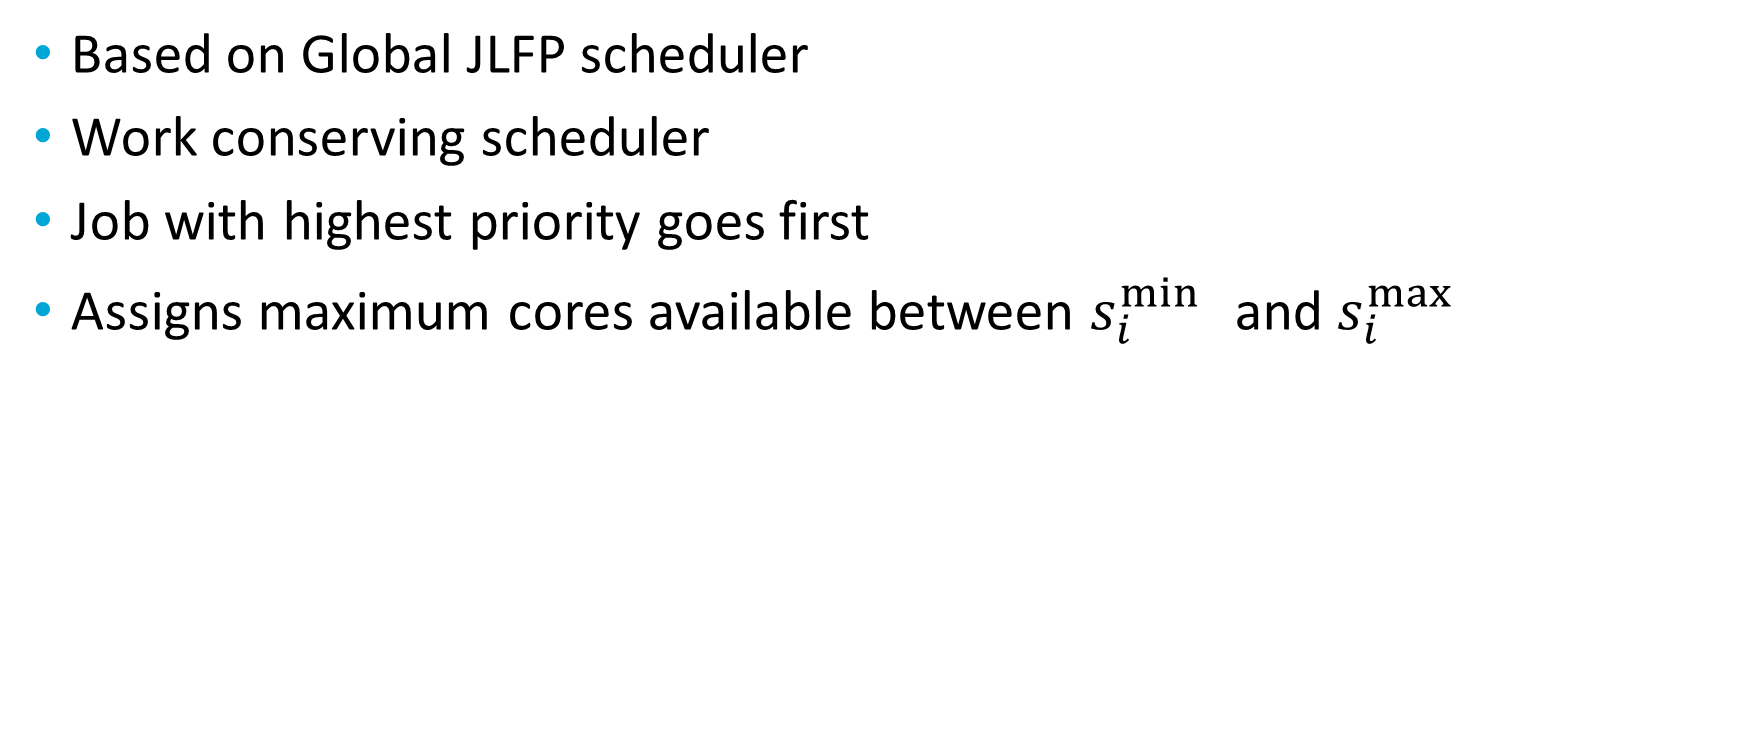 • Based on Global JLFP scheduler
• Work conserving scheduler
• Job with highest priority goes first
• Assigns maximum cores available between $s_i^{\min}$ and $s_i^{\max}$